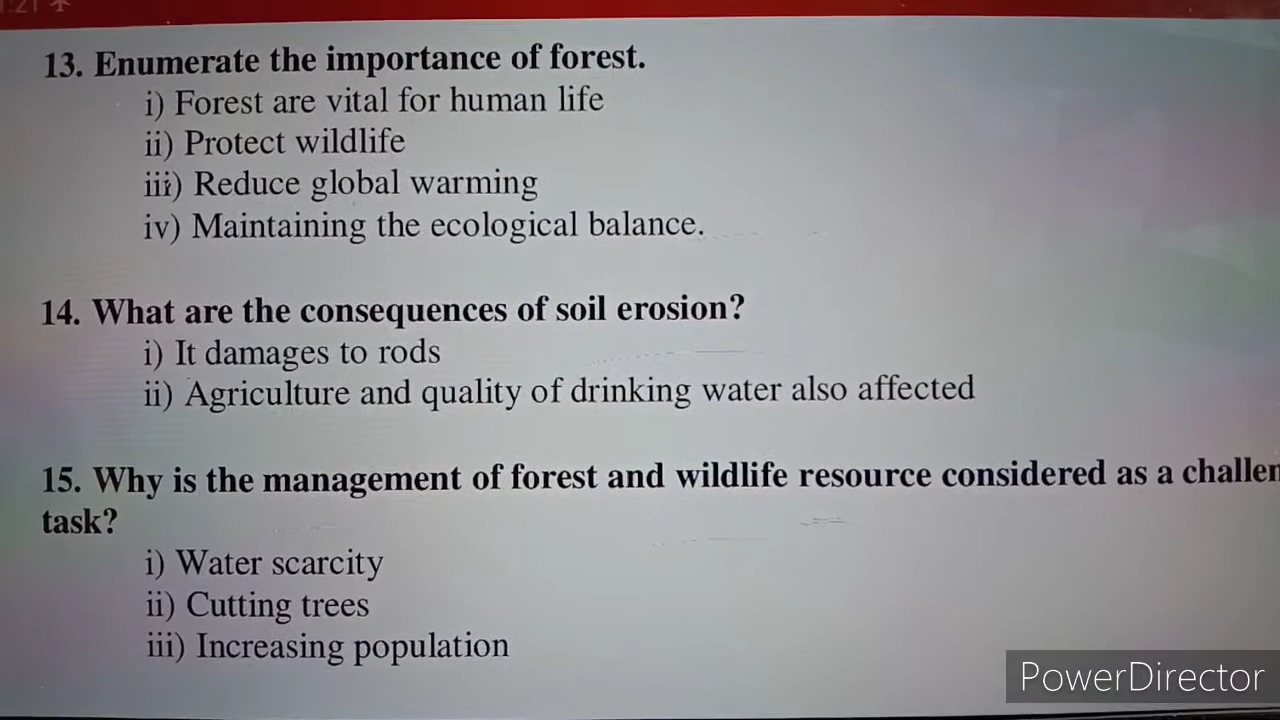 13. Enumerate the importance of forest.
i) Forest are vital for human life
ii) Protect wildlife
iii) Reduce global warming
iv) Maintaining the ecological balance.
14. What are the consequences of soil erosion?
i) It damages to rods
ii) Agriculture and quality of drinking water also affected
15. Why is the management of forest and wildlife resource considered as a challen
task?
i) Water scarcity
ii) Cutting trees
iii) Increasing population
PowerDirector